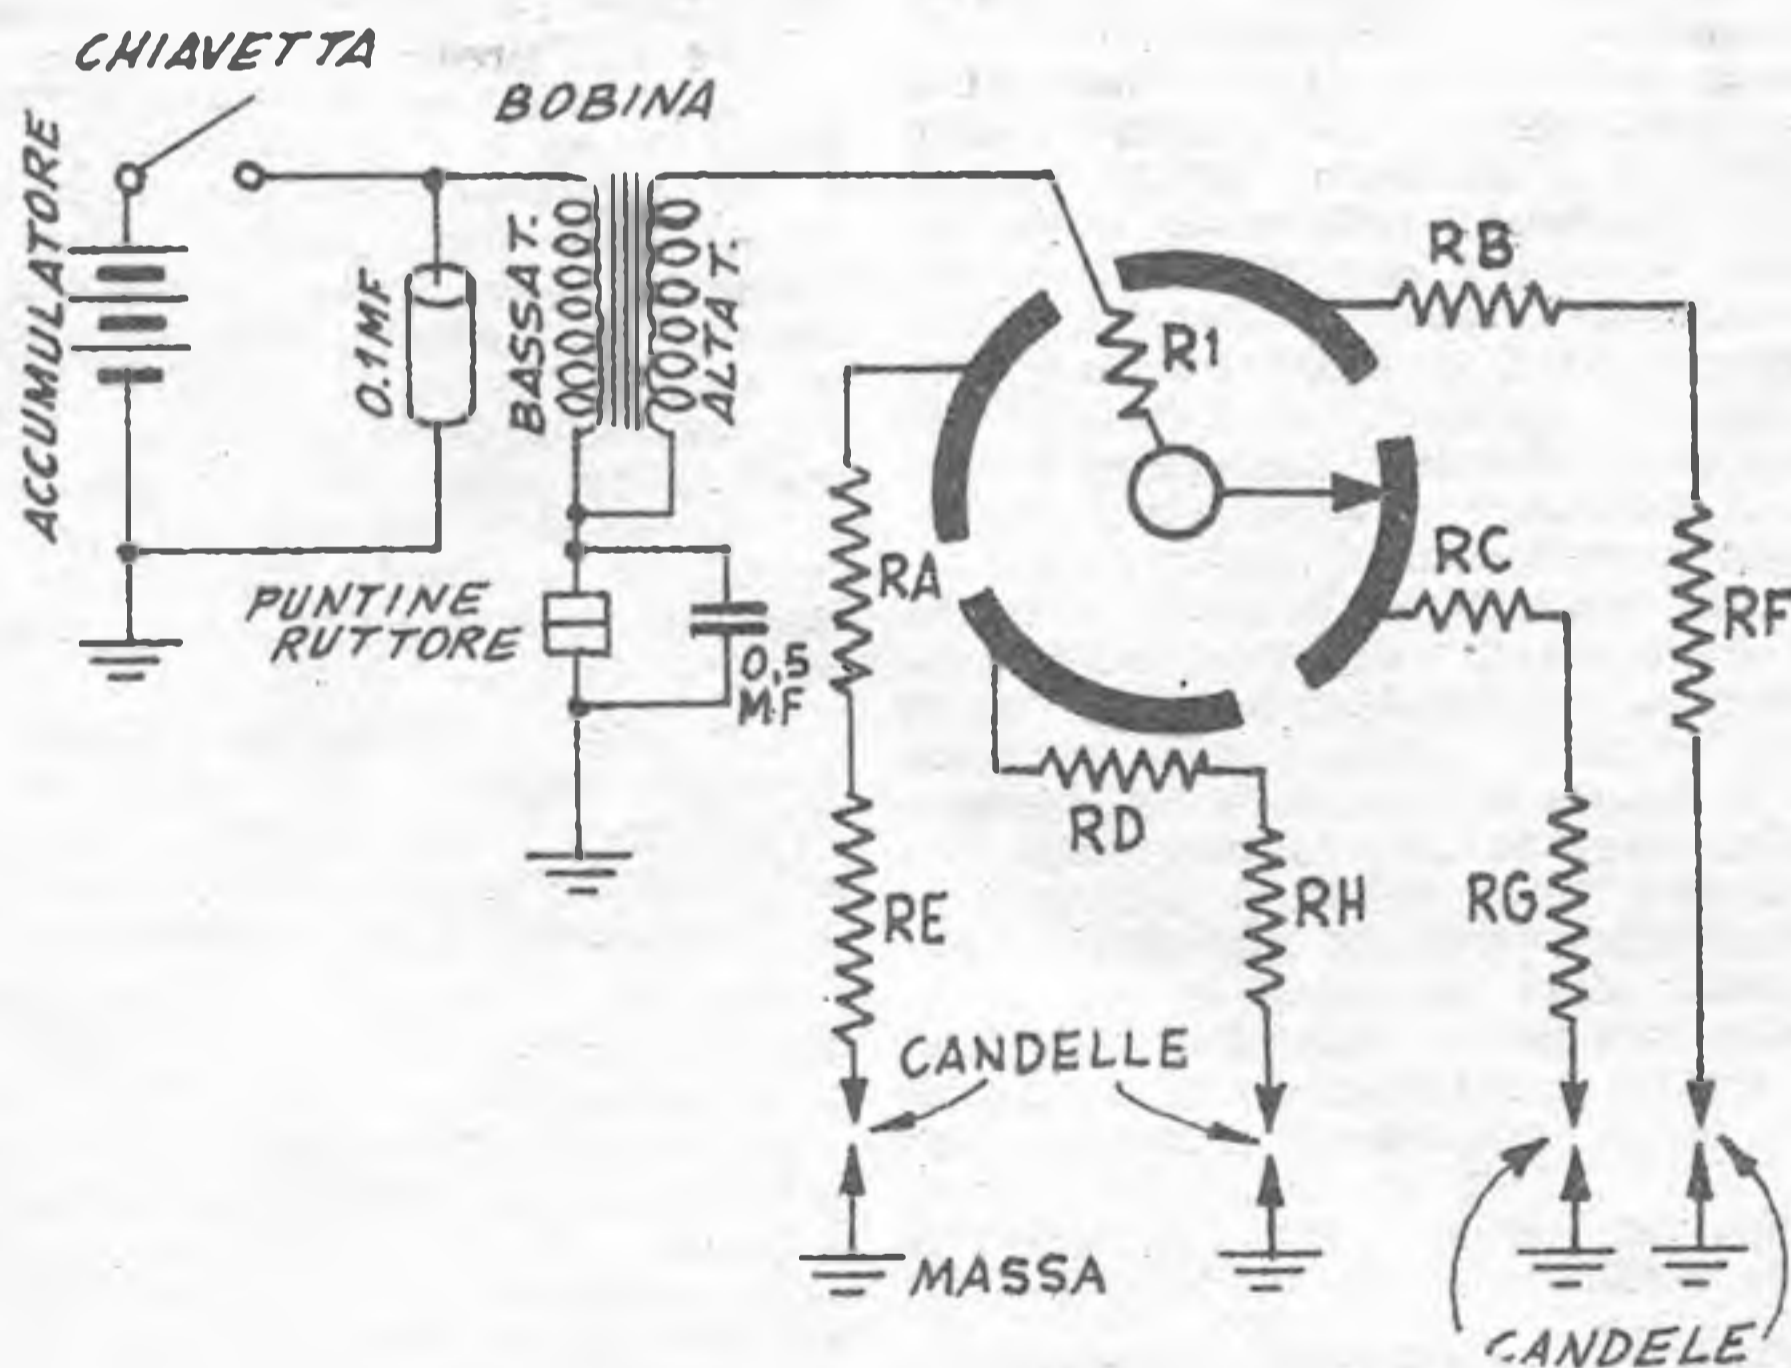 CHIAVETTA
BOBINA
ACCUMULATORE
0.1MF
BASSA T.
ALTA T.
R1
RB
RA
RC
RF
PUNTINE
RUTTORE
0,5
MF
RD
RE
RH
RG
CANDELLE
MASSA
CANDELE